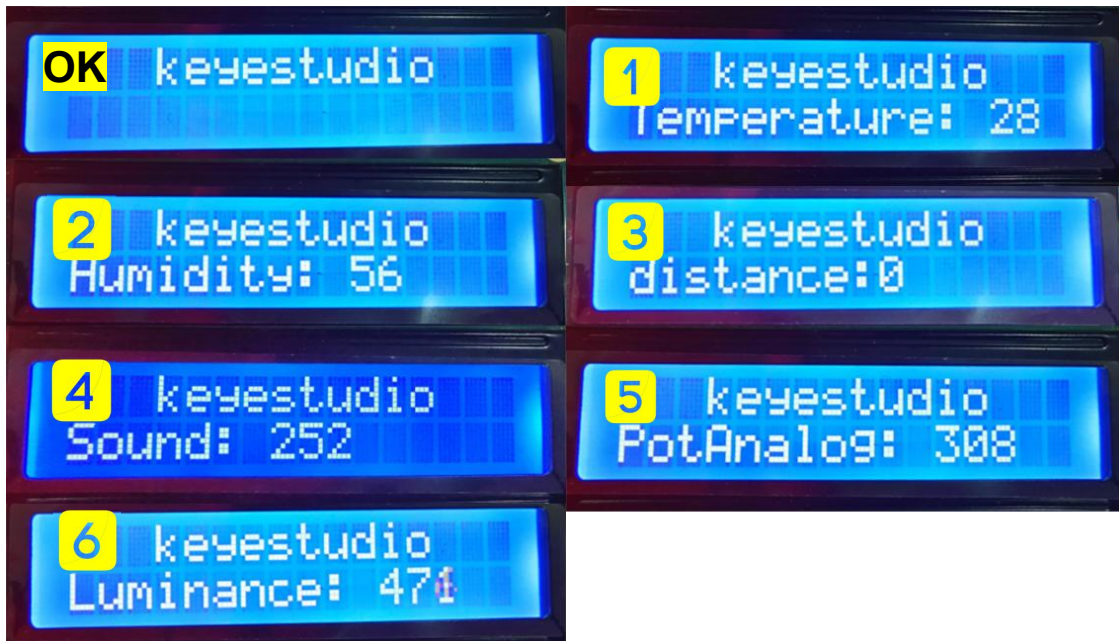 OK
keyestudio
1
keyestudio
Temperature: 28
2
keyestudio
Humidity: 56
3
keyestudio
distance:0
4
keyestudio
Sound: 252
5
keyestudio
PotAnalog: 308
6
keyestudio
Luminance: